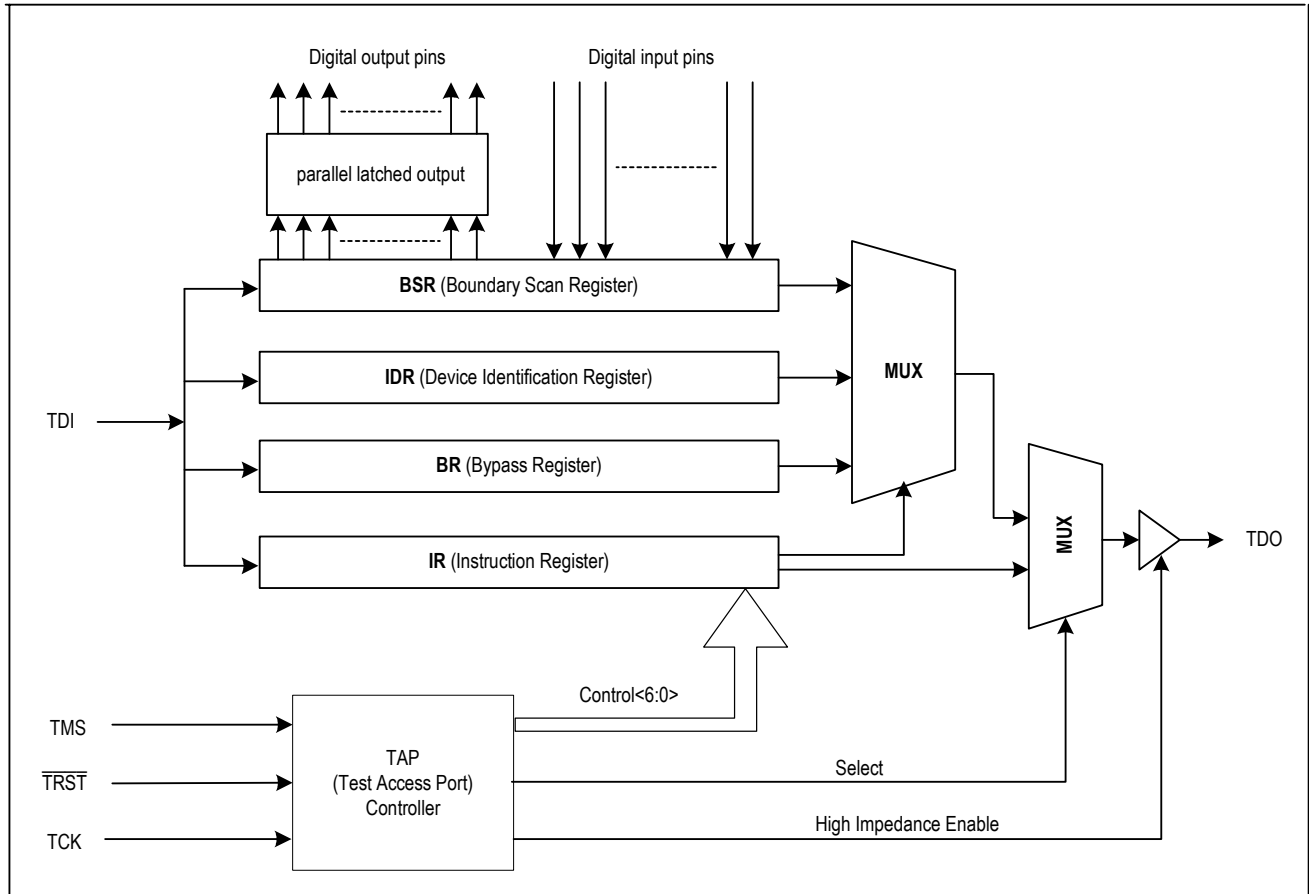 Digital output pins
Digital input pins
parallel latched output
BSR (Boundary Scan Register)
IDR (Device Identification Register)
MUX
TDI
BR (Bypass Register)
MUX
TDO
IR (Instruction Register)
Control<6:0>
TMS
TAP
(Test Access Port)
Controller
TRST
Select
TCK
High Impedance Enable